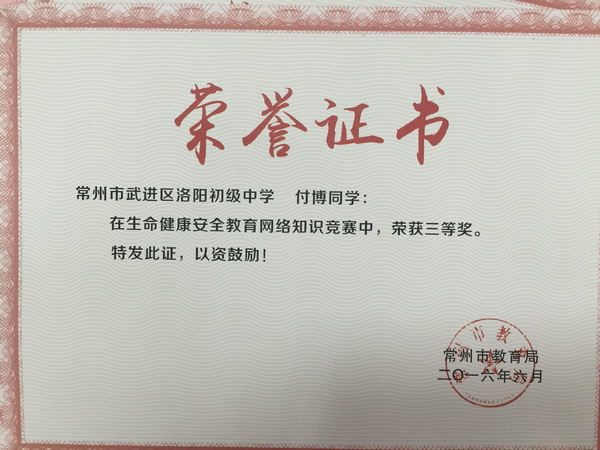 荣誉证书
常州市武进区洛阳初级中学 付博同学：
在生命健康安全教育网络知识竞赛中，荣获三等奖。
特发此证，以资鼓励！
常州市教育局
二〇一六年六月